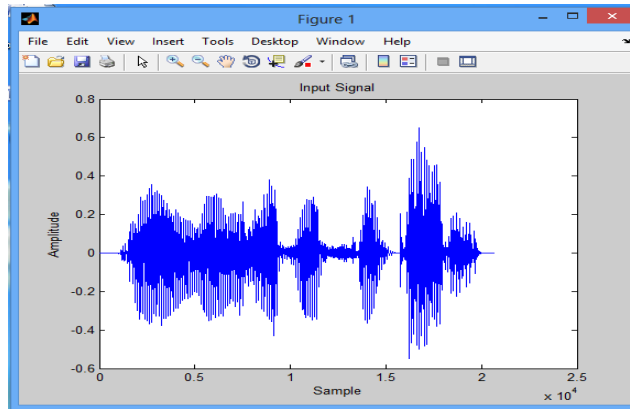 Figure 1
File Edit View Insert Tools Desktop Window Help
Input Signal
0.8
0.6
0.4
0.2
0
-0.2
-0.4
-0.6
Amplitude
0 0.5 1 1.5 2 2.5
Sample
x 10^4